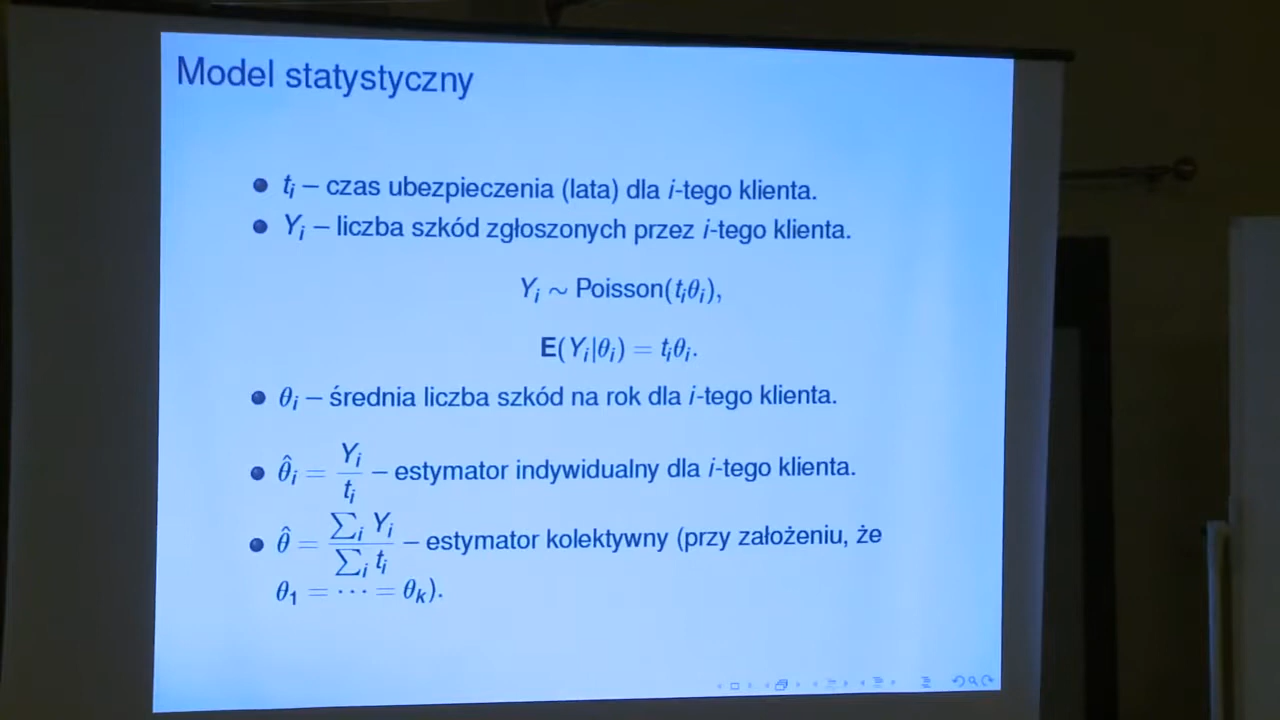 Model statystyczny
tᵢ – czas ubezpieczenia (lata) dla i-tego klienta.
Yᵢ – liczba szkód zgłoszonych przez i-tego klienta.
Yᵢ ∼ Poisson(tᵢθᵢ),
E(Yᵢ|θᵢ) = tᵢθᵢ.
θᵢ – średnia liczba szkód na rok dla i-tego klienta.
θ̂ᵢ = Yᵢ/tᵢ – estymator indywidualny dla i-tego klienta.
θ̂ = ∑ᵢ Yᵢ/∑ᵢ tᵢ – estymator kolektywny (przy założeniu, że
θ₁ = ⋯ = θₖ).